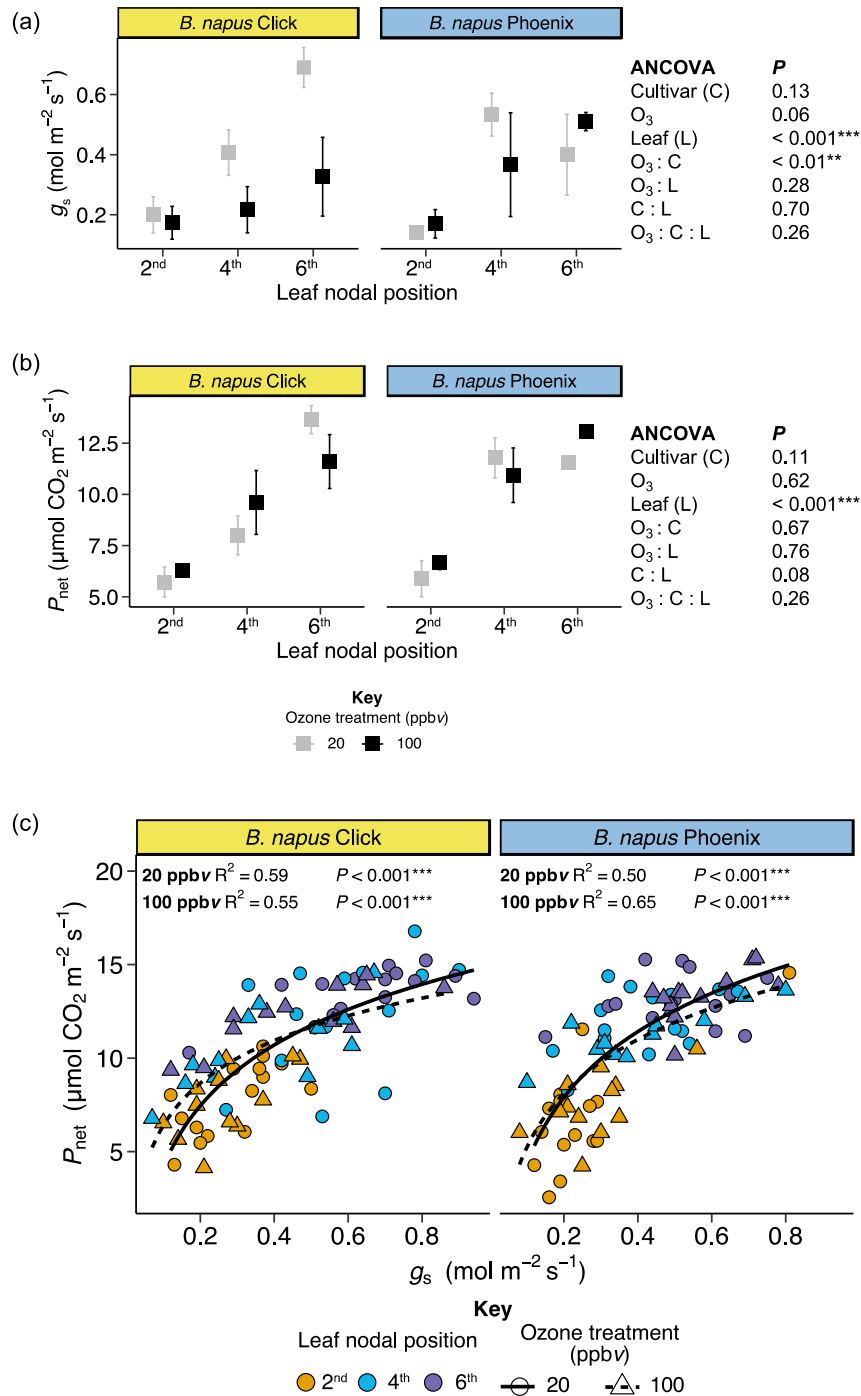 (a)
B. napus Click B. napus Phoenix
gs (mol m−2 s−1)
0.6
0.4
0.2
2nd 4th 6th 2nd 4th 6th
Leaf nodal position
ANCOVA P
Cultivar (C) 0.13
O3 0.06
Leaf (L) < 0.001***
O3 : C < 0.01**
O3 : L 0.28
C : L 0.70
O3 : C : L 0.26
(b)
B. napus Click B. napus Phoenix
Pnet (µmol CO2 m−2 s−1)
12.5
10.0
7.5
5.0
2nd 4th 6th 2nd 4th 6th
Leaf nodal position
ANCOVA P
Cultivar (C) 0.11
O3 0.62
Leaf (L) < 0.001***
O3 : C 0.67
O3 : L 0.76
C : L 0.08
O3 : C : L 0.26
Key
Ozone treatment (ppbv)
20 100
(c)
B. napus Click B. napus Phoenix
20 ppbv R2 = 0.59 P < 0.001*** 20 ppbv R2 = 0.50 P < 0.001***
100 ppbv R2 = 0.55 P < 0.001*** 100 ppbv R2 = 0.65 P < 0.001***
Pnet (µmol CO2 m−2 s−1)
20
15
10
5
0.2 0.4 0.6 0.8 0.2 0.4 0.6 0.8
gs (mol m−2 s−1)
Key
Leaf nodal position Ozone treatment
(ppbv)
2nd 4th 6th 20 100